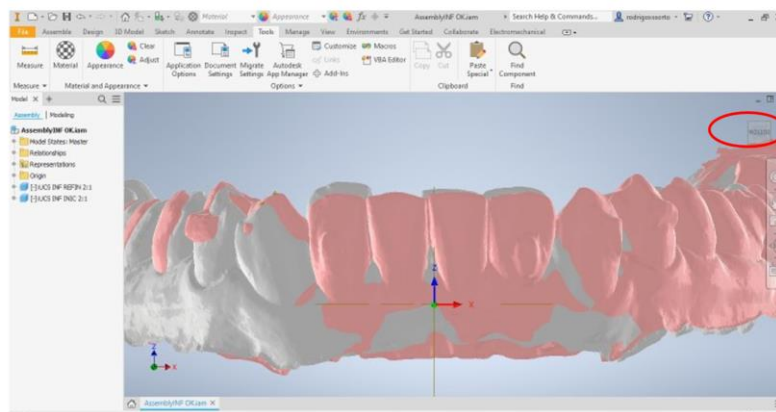 Material
Appearance
AssemblyINF OK.iam
Search Help & Commands...
rodrigosssorto
File Assemble Design 3D Model Sketch Annotate Inspect Tools Manage View Environments Get Started Collaborate Electromechanical
Measure
Material
Appearance
Clear
Adjust
Application Options
Document Settings
Migrate Settings
Autodesk App Manager
Customize
Links
Add-Ins
Macros
VBA Editor
Copy
Cut
Paste Special
Find Component
Measure
Material and Appearance
Options
Clipboard
Find
Model
Assembly | Modeling
AssemblyINF OK.iam
Model States: Master
Relationships
Representations
Origin
[-]UCS INF REFIN 2:1
[-]UCS INF INIC 2:1
Z
X
Z
X
AssemblyINF OK.iam